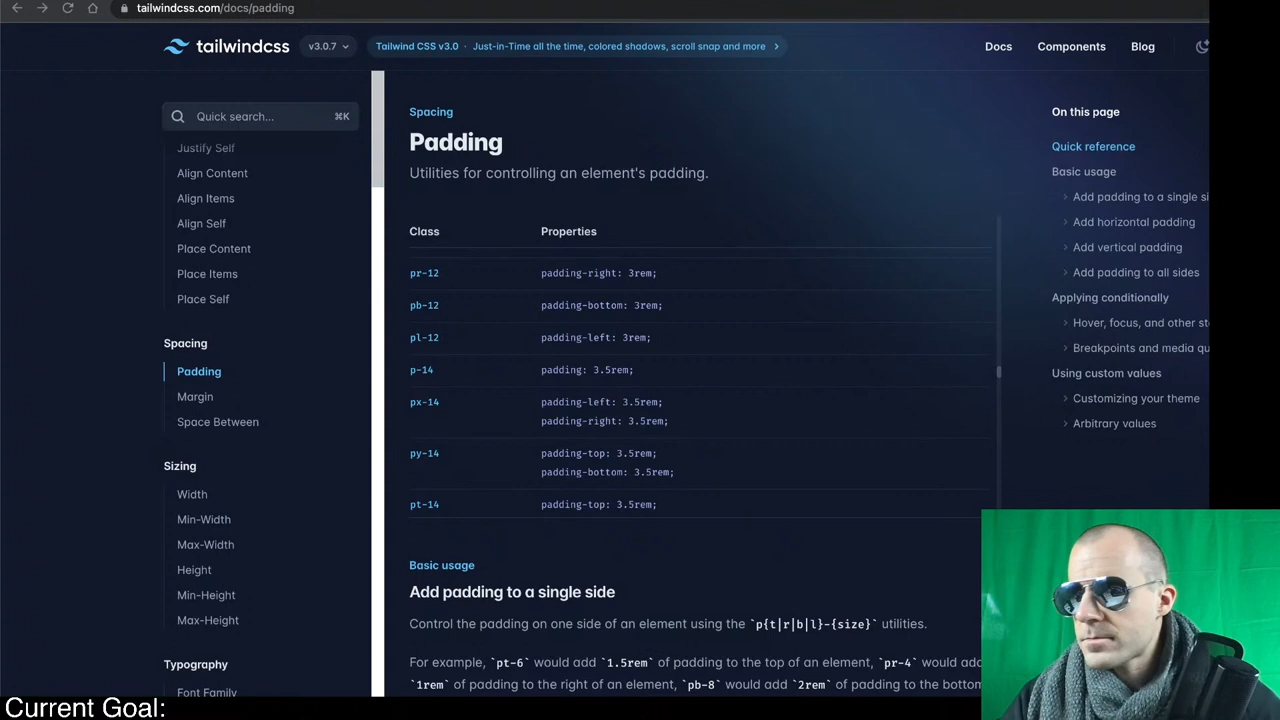 tailwindcss.com/docs/padding
tailwindcss
v3.0.7
Tailwind CSS v3.0 · Just-in-Time all the time, colored shadows, scroll snap and more
Docs
Components
Blog
Quick search...
⌘K
Justify Self
Align Content
Align Items
Align Self
Place Content
Place Items
Place Self
Spacing
Padding
Margin
Space Between
Sizing
Width
Min-Width
Max-Width
Height
Min-Height
Max-Height
Typography
Font Family
Spacing
Padding
Utilities for controlling an element's padding.
Class Properties
pr-12 padding-right: 3rem;
pb-12 padding-bottom: 3rem;
pl-12 padding-left: 3rem;
p-14 padding: 3.5rem;
px-14 padding-left: 3.5rem;
padding-right: 3.5rem;
py-14 padding-top: 3.5rem;
padding-bottom: 3.5rem;
pt-14 padding-top: 3.5rem;
Basic usage
Add padding to a single side
Control the padding on one side of an element using the `p{t|r|b|l}-{size}` utilities.
For example, `pt-6` would add `1.5rem` of padding to the top of an element, `pr-4` would add
`1rem` of padding to the right of an element, `pb-8` would add `2rem` of padding to the bottom
On this page
Quick reference
Basic usage
Add padding to a single si
Add horizontal padding
Add vertical padding
Add padding to all sides
Applying conditionally
Hover, focus, and other st
Breakpoints and media qu
Using custom values
Customizing your theme
Arbitrary values
Current Goal: